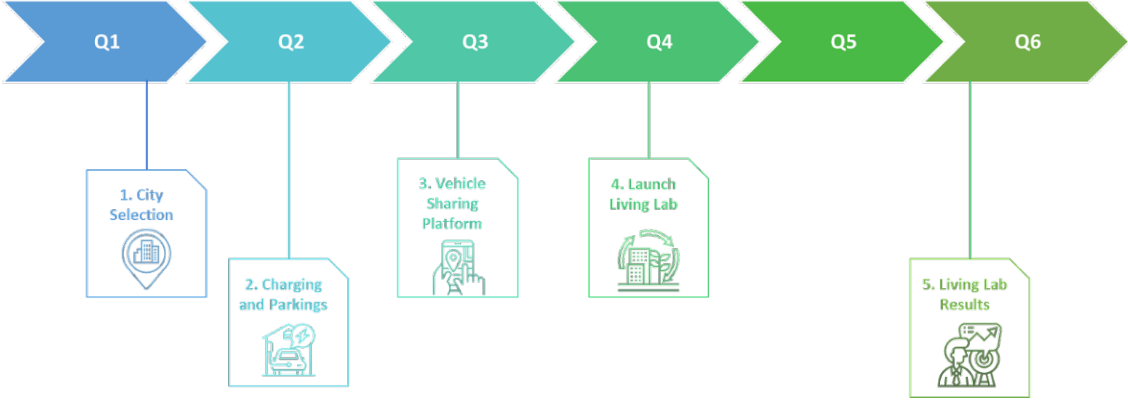 Q1
Q2
Q3
Q4
Q5
Q6
1. City
Selection
2. Charging
and Parkings
3. Vehicle
Sharing
Platform
4. Launch
Living Lab
5. Living Lab
Results